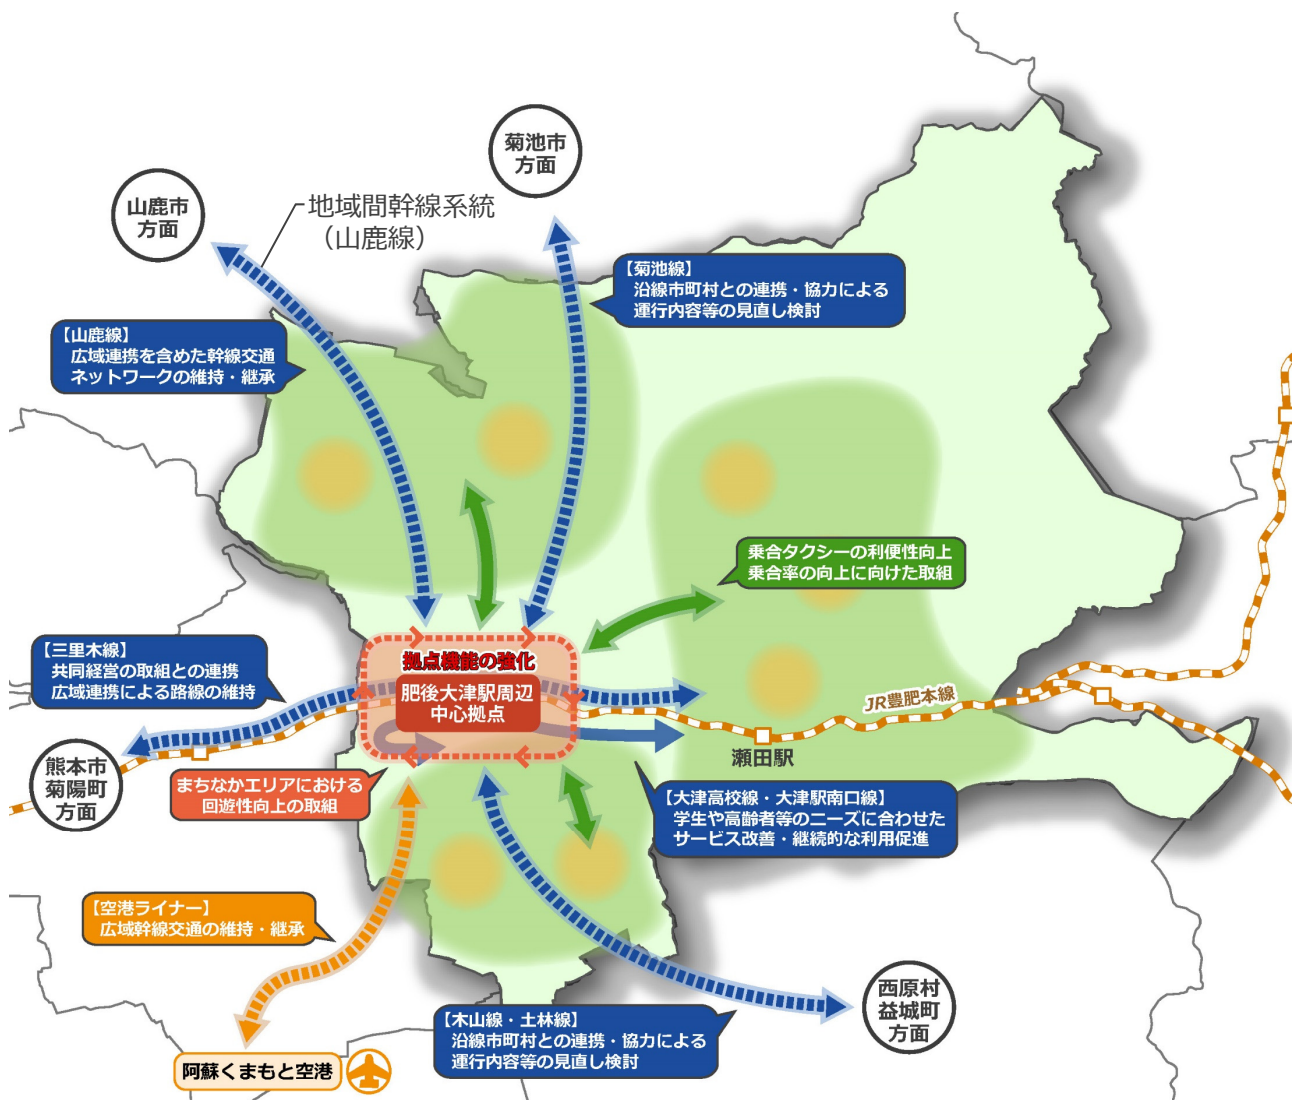 菊池市
方面
山鹿市
方面
地域間幹線系統
（山鹿線）
【菊池線】
沿線市町村との連携・協力による
運行内容等の見直し検討
【山鹿線】
広域連携を含めた幹線交通
ネットワークの維持・継承
乗合タクシーの利便性向上
乗合率の向上に向けた取組
【三里木線】
共同経営の取組との連携
広域連携による路線の維持
拠点機能の強化
肥後大津駅周辺
中心拠点
JR豊肥本線
瀬田駅
熊本市
菊陽町
方面
まちなかエリアにおける
回遊性向上の取組
【大津高校線・大津駅南口線】
学生や高齢者等のニーズに合わせた
サービス改善・継続的な利用促進
【空港ライナー】
広域幹線交通の維持・継承
西原村
益城町
方面
【木山線・土林線】
沿線市町村との連携・協力による
運行内容等の見直し検討
阿蘇くまもと空港